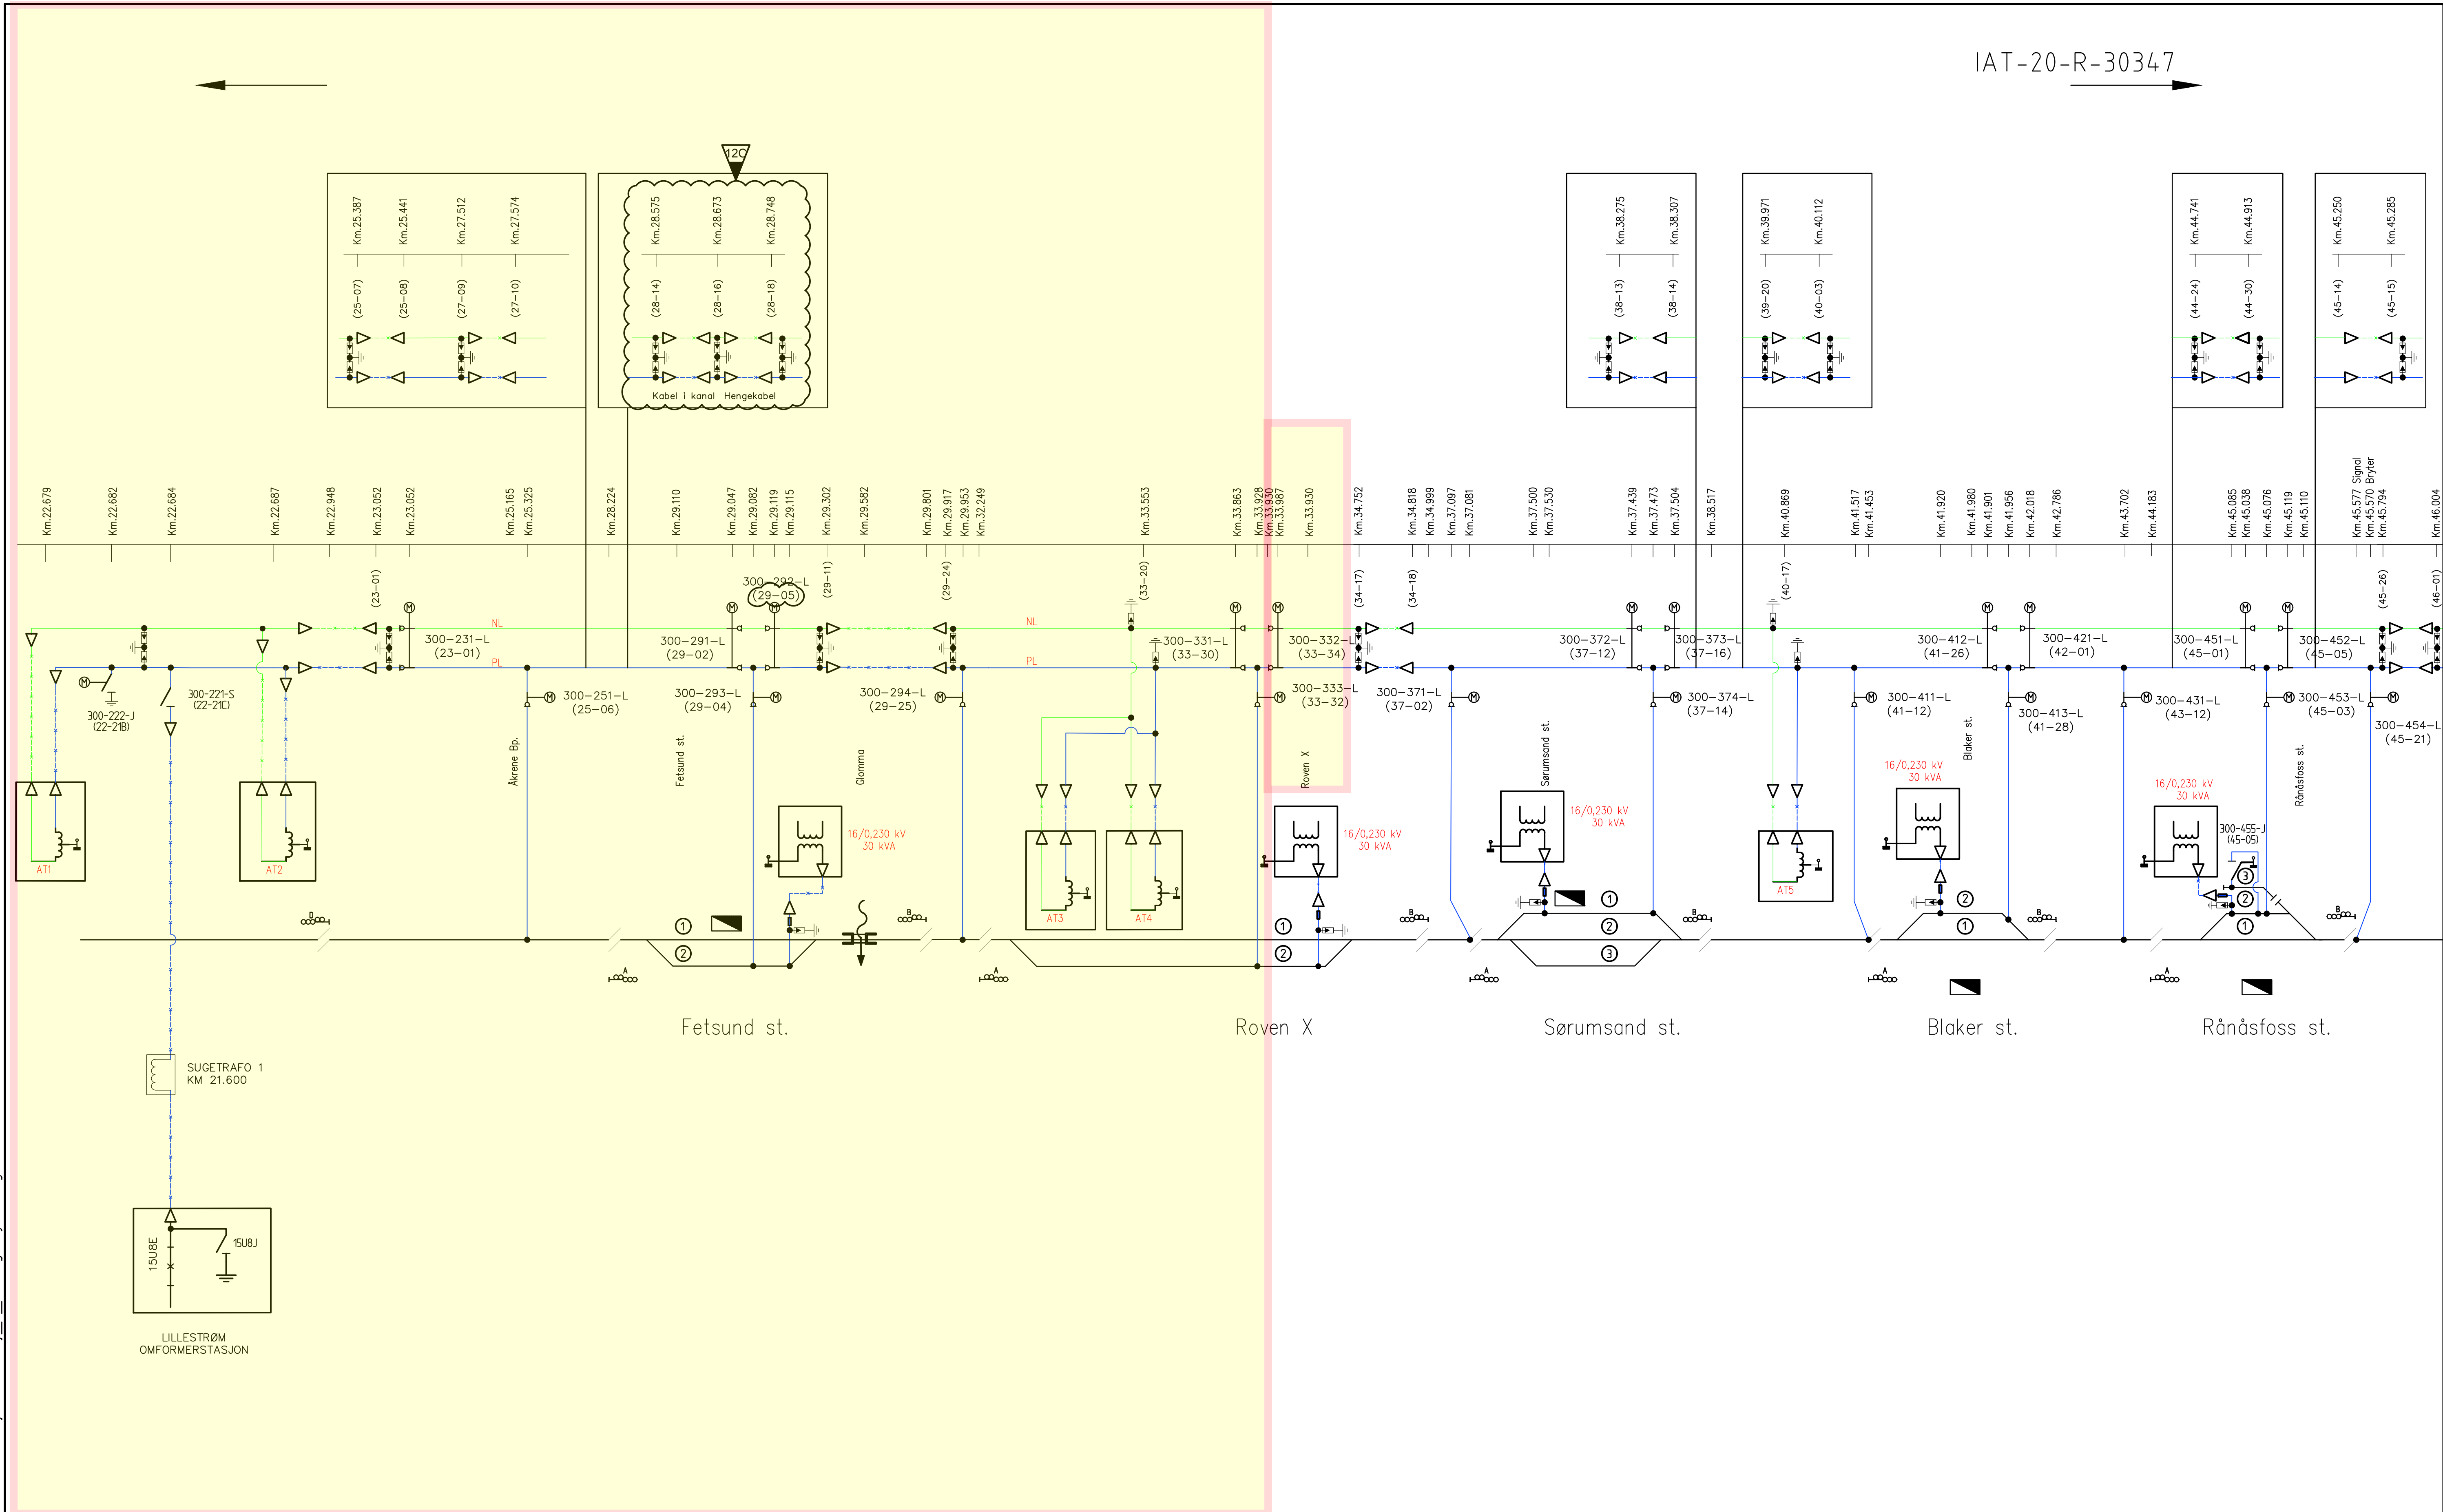 IAT-20-R-30347
120
Km.25.387
Km.25.441
Km.27.512
Km.27.574
(25-07)
(25-08)
(27-09)
(27-10)
Km.28.575
Km.28.673
Km.28.748
(28-14)
(28-16)
(28-18)
Kabel i kanal Hengekabel
Km.38.275
Km.38.307
(38-13)
(38-14)
Km.39.971
Km.40.112
(39-20)
(40-03)
Km.44.741
Km.44.913
(44-24)
(44-30)
Km.45.250
Km.45.285
(45-14)
(45-15)
Km.22.679
Km.22.682
Km.22.684
Km.22.687
Km.22.948
Km.23.052
Km.23.052
Km.25.165
Km.25.325
Km.28.224
Km.29.110
Km.29.047
Km.29.082
Km.29.119
Km.29.115
Km.29.302
Km.29.582
Km.29.801
Km.29.917
Km.29.953
Km.32.249
Km.33.553
Km.33.863
Km.33.928
Km.33.930
Km.33.987
Km.33.930
Km.34.752
Km.34.818
Km.34.999
Km.37.097
Km.37.081
Km.37.500
Km.37.530
Km.37.439
Km.37.473
Km.37.504
Km.38.517
Km.40.869
Km.41.517
Km.41.453
Km.41.920
Km.41.980
Km.41.901
Km.41.956
Km.42.018
Km.42.786
Km.43.702
Km.44.183
Km.45.085
Km.45.038
Km.45.076
Km.45.119
Km.45.110
Km.45.577 Signal
Km.45.570 Bryter
Km.45.794
Km.46.004
(23-01)
300-292-L
(29-05)
(29-11)
(29-24)
(33-20)
(34-17)
(34-18)
(40-17)
(45-26)
(46-01)
M
M
M
M
M
M
M
M
M
M
M
NL
NL
300-231-L
(23-01)
300-291-L
(29-02)
300-331-L
(33-30)
300-332-L
(33-34)
300-372-L
(37-12)
300-373-L
(37-16)
300-412-L
(41-26)
300-421-L
(42-01)
300-451-L
(45-01)
300-452-L
(45-05)
PL
PL
M
300-222-J
(22-21B)
300-221-S
(22-21C)
M
300-251-L
(25-06)
300-293-L
(29-04)
M
300-294-L
(29-25)
M
M
300-333-L
(33-32)
300-371-L
(37-02)
M
M
300-374-L
(37-14)
M
300-411-L
(41-12)
M
300-413-L
(41-28)
M
300-431-L
(43-12)
M
300-453-L
(45-03)
M
300-454-L
(45-21)
Åkrene Bp.
Fetsund st.
Glomma
Roven X
Sørumsand st.
Blaker st.
Rånåsfoss st.
AT1
AT2
16/0,230 kV
30 kVA
AT3
AT4
16/0,230 kV
30 kVA
16/0,230 kV
30 kVA
AT5
16/0,230 kV
30 kVA
16/0,230 kV
30 kVA
300-455-J
(45-05)
D
1
2
B
A
A
1
2
B
A
1
2
3
B
A
2
1
B
A
3
2
1
B
Fetsund st.
Roven X
Sørumsand st.
Blaker st.
Rånåsfoss st.
SUGETRAFO 1
KM 21.600
15U8E
15U8J
LILLESTRØM
OMFORMERSTASJON